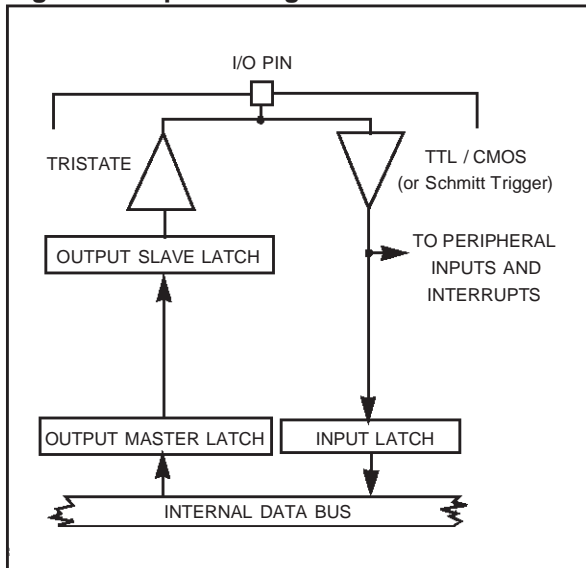 I/O PIN
TRISTATE
TTL / CMOS
(or Schmitt Trigger)
TO PERIPHERAL
INPUTS AND
INTERRUPTS
OUTPUT SLAVE LATCH
OUTPUT MASTER LATCH
INPUT LATCH
INTERNAL DATA BUS